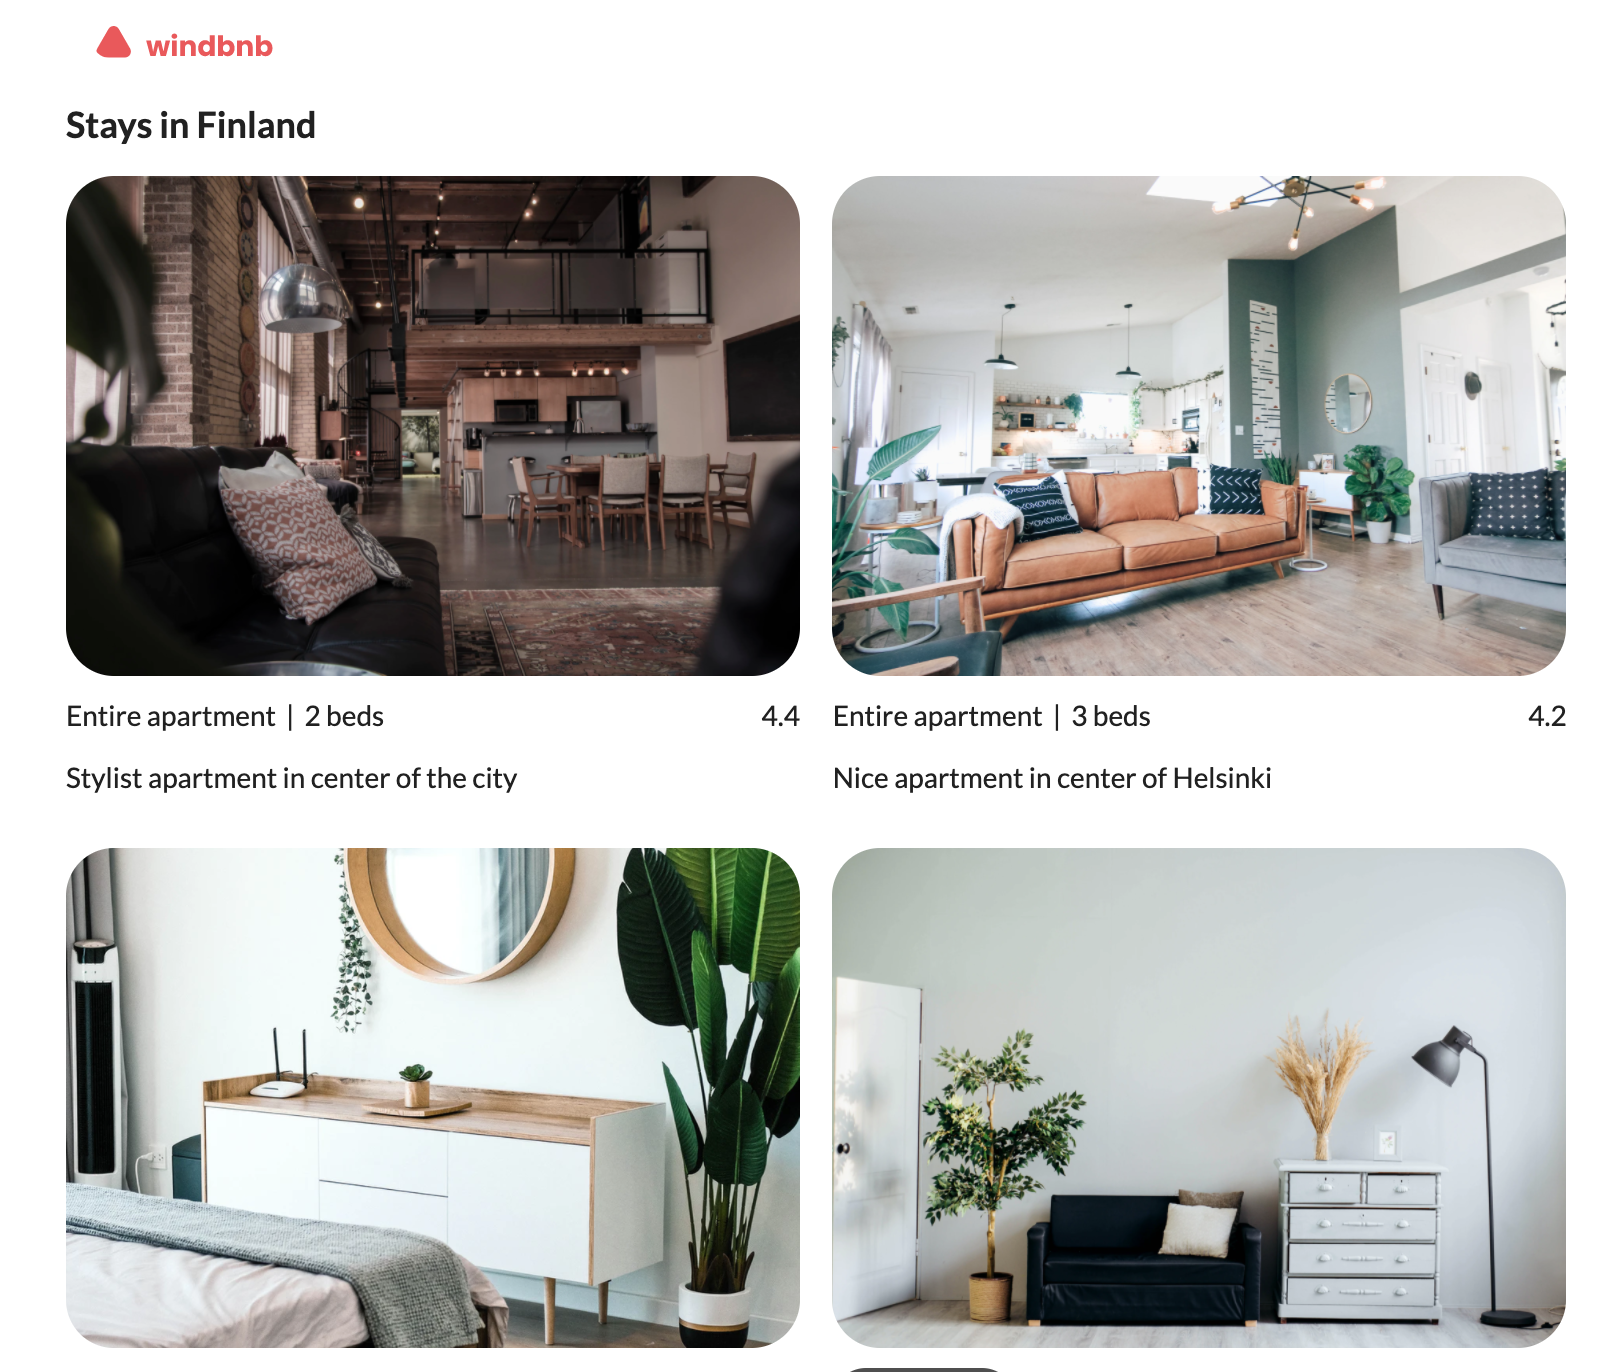 windbnb
Stays in Finland
Entire apartment | 2 beds
4.4
Entire apartment | 3 beds
4.2
Stylist apartment in center of the city
Nice apartment in center of Helsinki